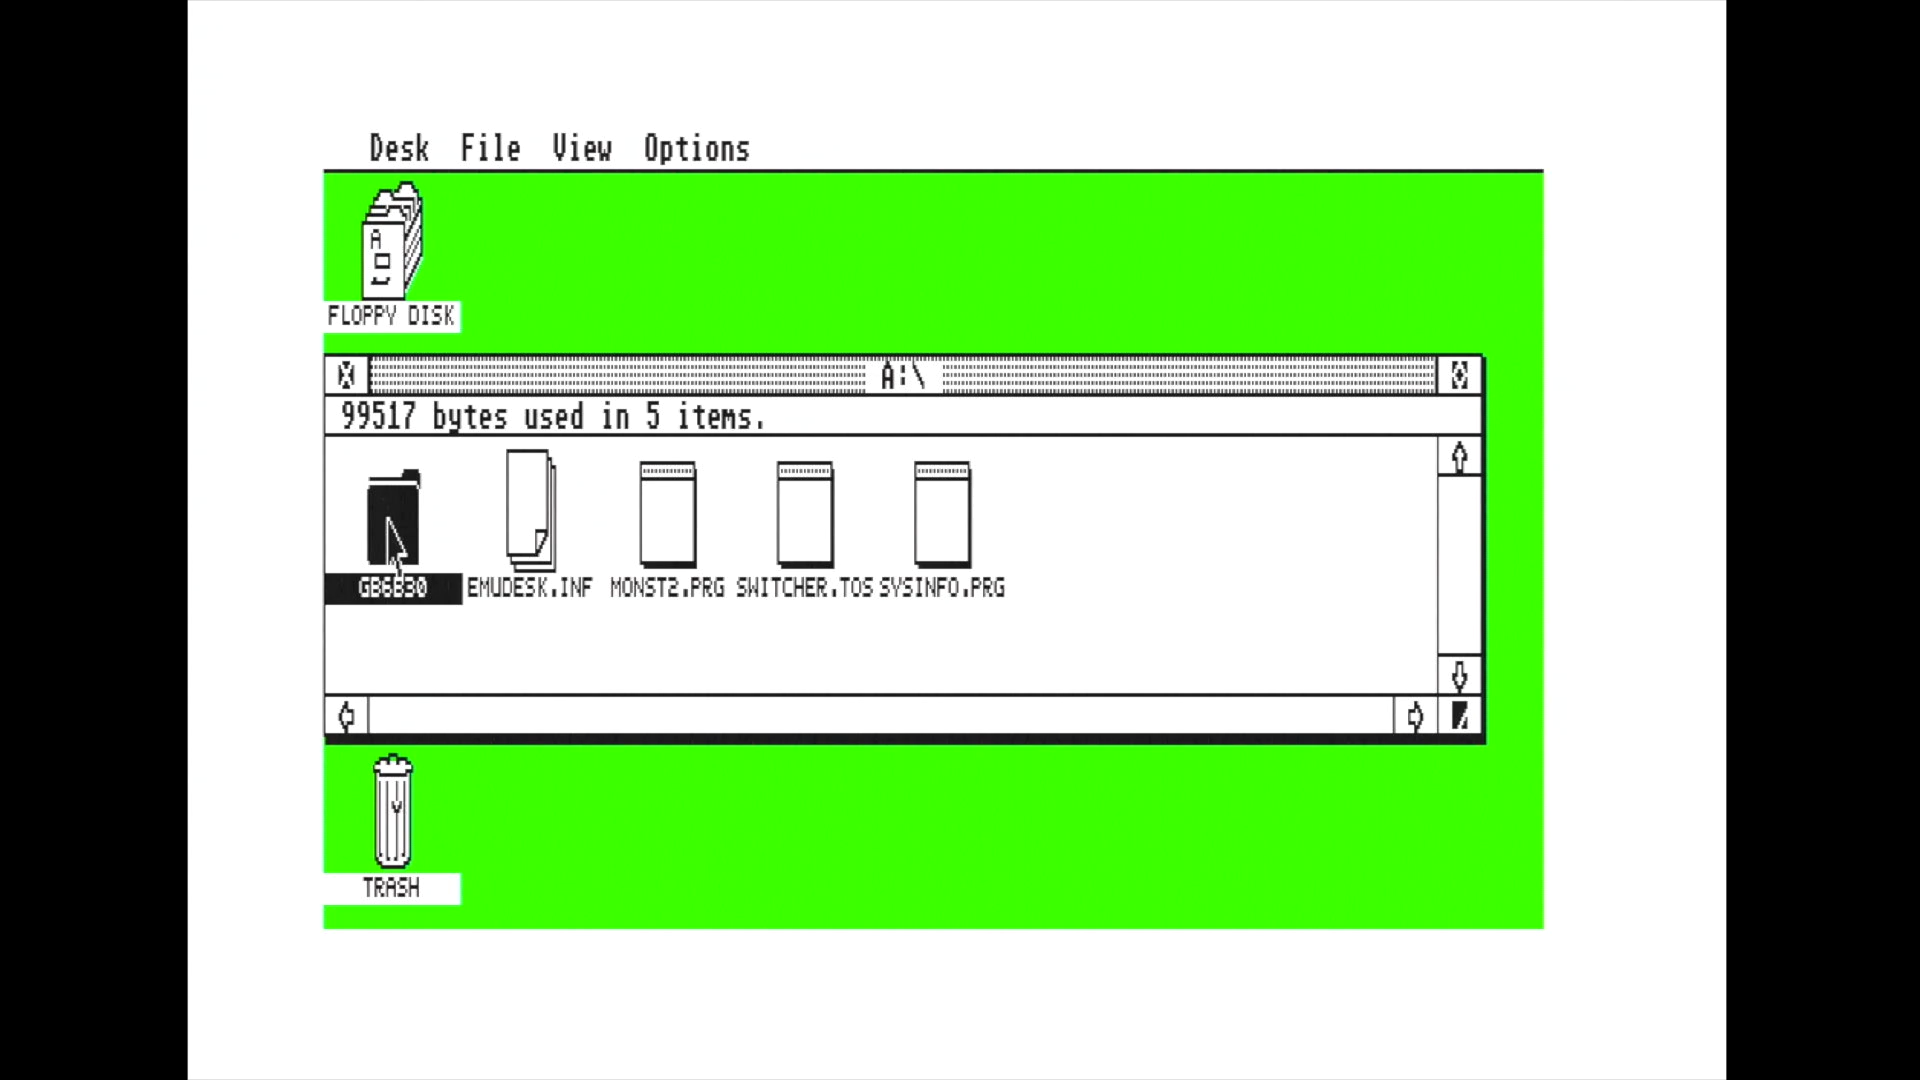 Desk File View Options
A
FLOPPY DISK
A:\
99517 bytes used in 5 items.
EMUDESK.INF MONST2.PRG SWITCHER.TOS SYSINFO.PRG
TRASH